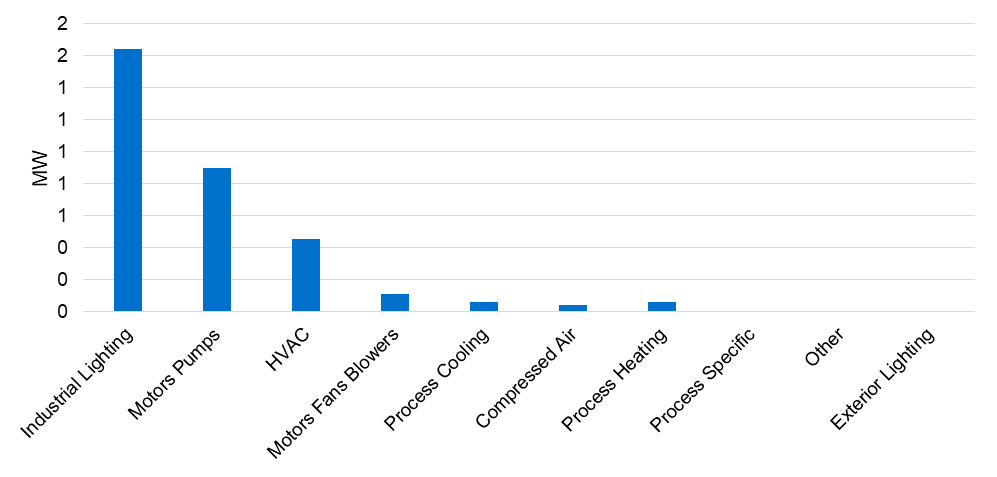 2
2
1
1
1
1
1
0
0
0
MW
Industrial Lighting
Motors Pumps
HVAC
Motors Fans Blowers
Process Cooling
Compressed Air
Process Heating
Process Specific
Other
Exterior Lighting